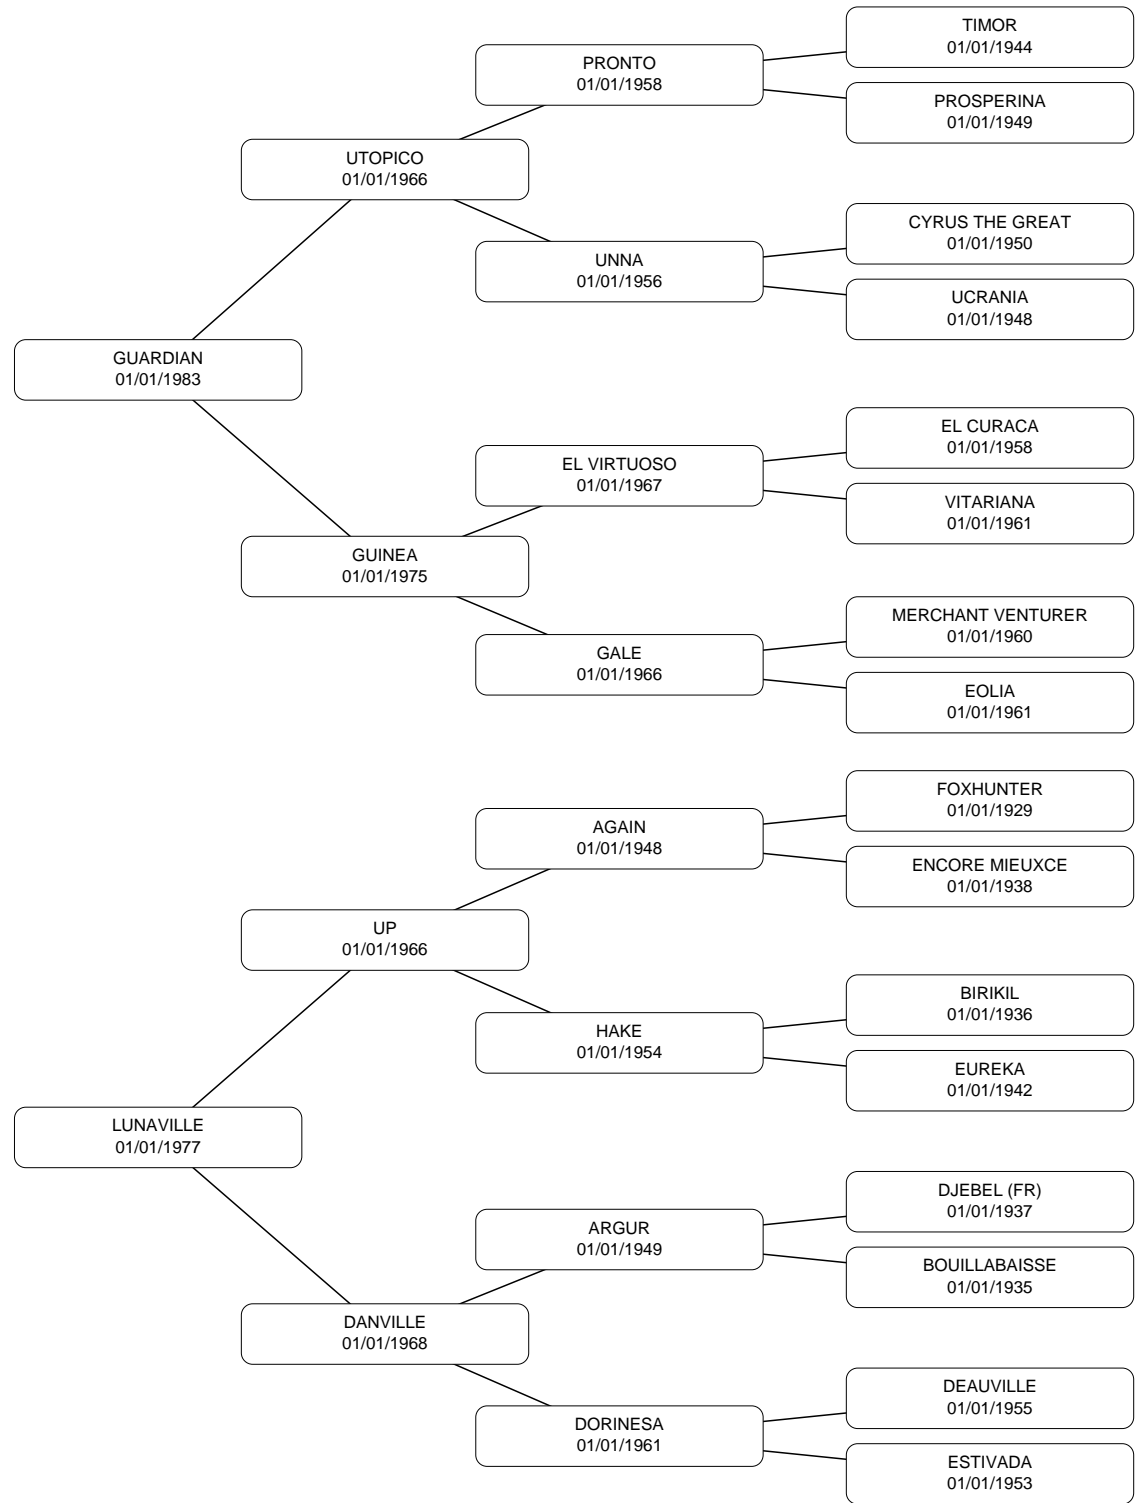 TIMOR
01/01/1944
PRONTO
01/01/1958
PROSPERINA
01/01/1949
UTOPICO
01/01/1966
CYRUS THE GREAT
01/01/1950
UNNA
01/01/1956
UCRANIA
01/01/1948
GUARDIAN
01/01/1983
EL CURACA
01/01/1958
EL VIRTUOSO
01/01/1967
VITARIANA
01/01/1961
GUINEA
01/01/1975
MERCHANT VENTURER
01/01/1960
GALE
01/01/1966
EOLIA
01/01/1961
FOXHUNTER
01/01/1929
AGAIN
01/01/1948
ENCORE MIEUXCE
01/01/1938
UP
01/01/1966
BIRIKIL
01/01/1936
HAKE
01/01/1954
EUREKA
01/01/1942
LUNAVILLE
01/01/1977
DJEBEL (FR)
01/01/1937
ARGUR
01/01/1949
BOUILLABAISSE
01/01/1935
DANVILLE
01/01/1968
DEAUVILLE
01/01/1955
DORINESA
01/01/1961
ESTIVADA
01/01/1953